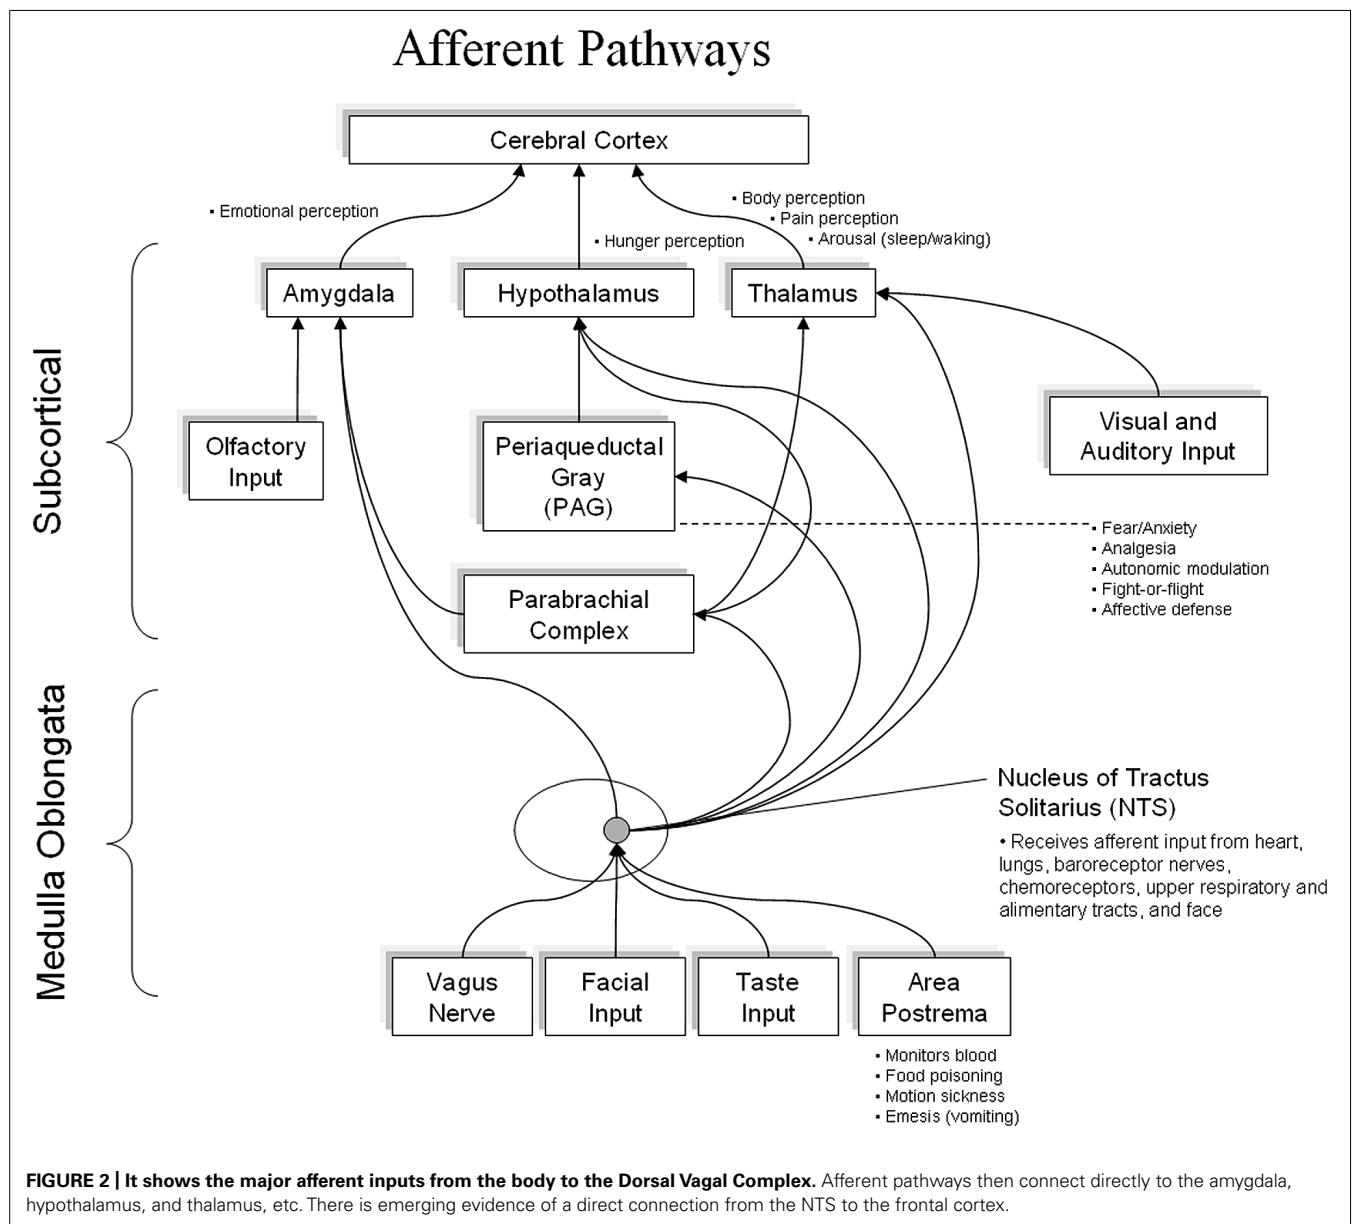 Afferent Pathways
Cerebral Cortex
▪ Emotional perception
▪ Body perception
▪ Pain perception
▪ Arousal (sleep/waking)
▪ Hunger perception
Subcortical
Amygdala
Hypothalamus
Thalamus
Olfactory
Input
Periaqueductal
Gray
(PAG)
Visual and
Auditory Input
▪ Fear/Anxiety
▪ Analgesia
▪ Autonomic modulation
▪ Fight-or-flight
▪ Affective defense
Parabrachial
Complex
Medulla Oblongata
Nucleus of Tractus
Solitarius (NTS)
• Receives afferent input from heart,
lungs, baroreceptor nerves,
chemoreceptors, upper respiratory and
alimentary tracts, and face
Vagus
Nerve
Facial
Input
Taste
Input
Area
Postrema
▪ Monitors blood
▪ Food poisoning
▪ Motion sickness
▪ Emesis (vomiting)
FIGURE 2 | It shows the major afferent inputs from the body to the Dorsal Vagal Complex. Afferent pathways then connect directly to the amygdala,
hypothalamus, and thalamus, etc. There is emerging evidence of a direct connection from the NTS to the frontal cortex.